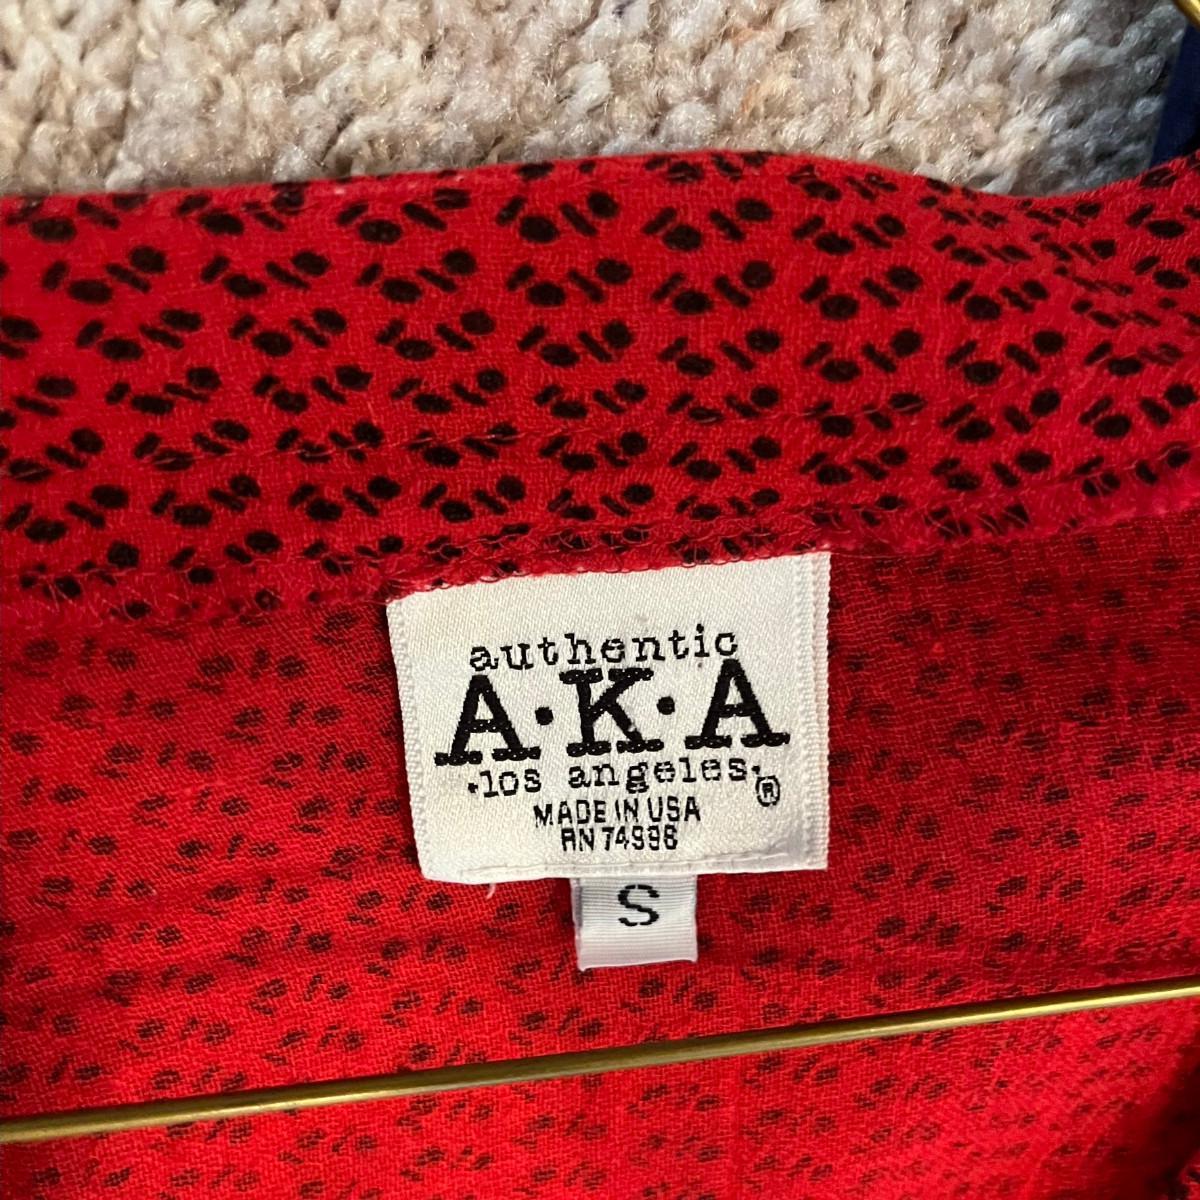 authentic
A·K·A
·los angeles·®
MADE IN USA
RN 74998
S